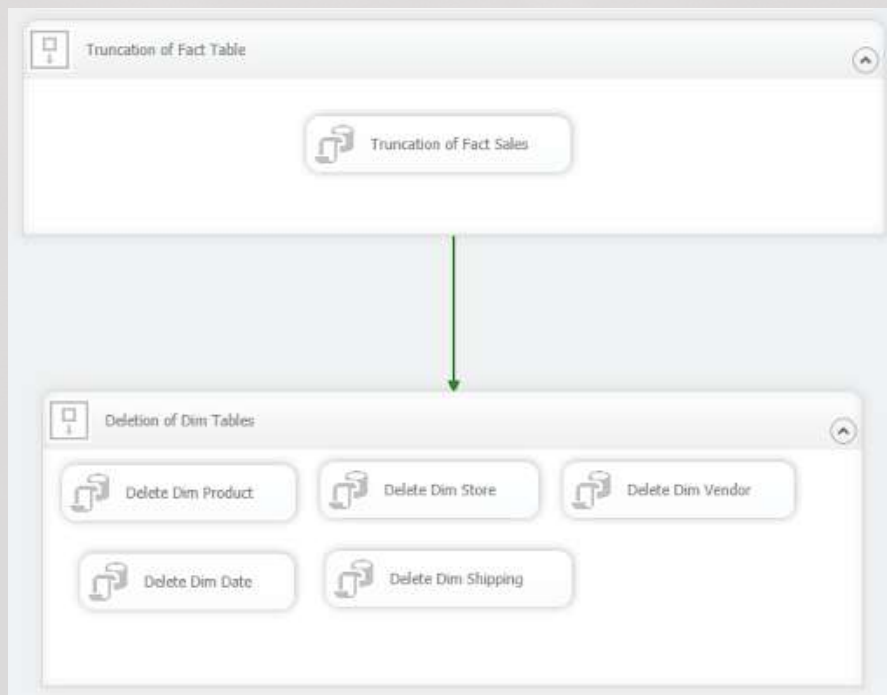 Truncation of Fact Table
Truncation of Fact Sales
Deletion of Dim Tables
Delete Dim Product
Delete Dim Store
Delete Dim Vendor
Delete Dim Date
Delete Dim Shipping